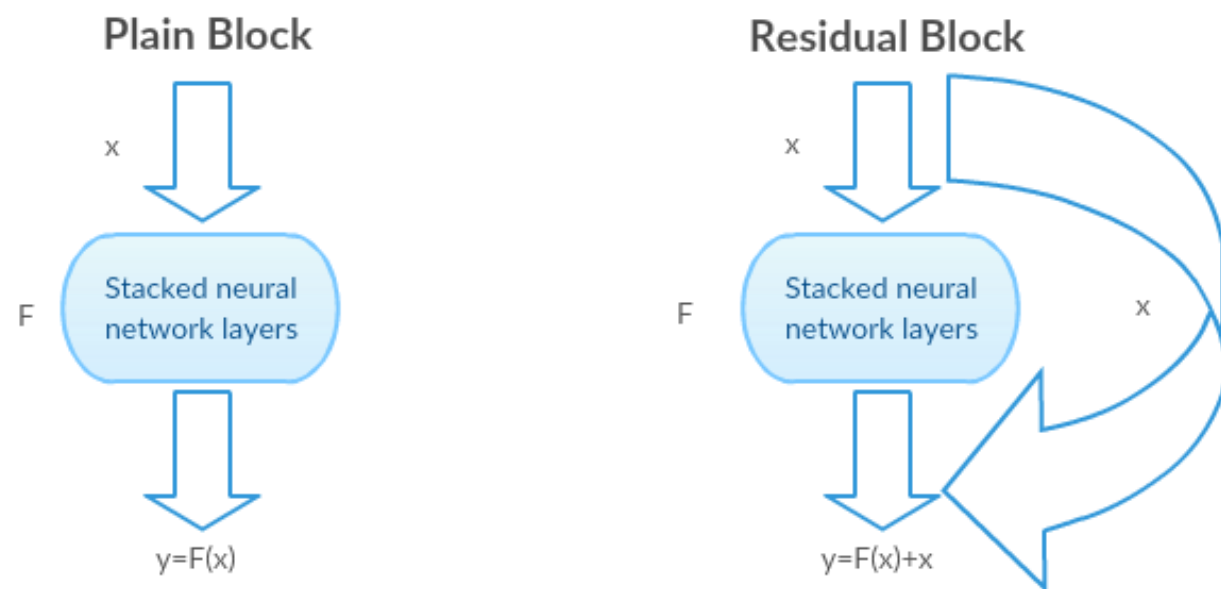 Plain Block
x
F
Stacked neural
network layers
y=F(x)
Residual Block
x
F
Stacked neural
network layers
x
y=F(x)+x